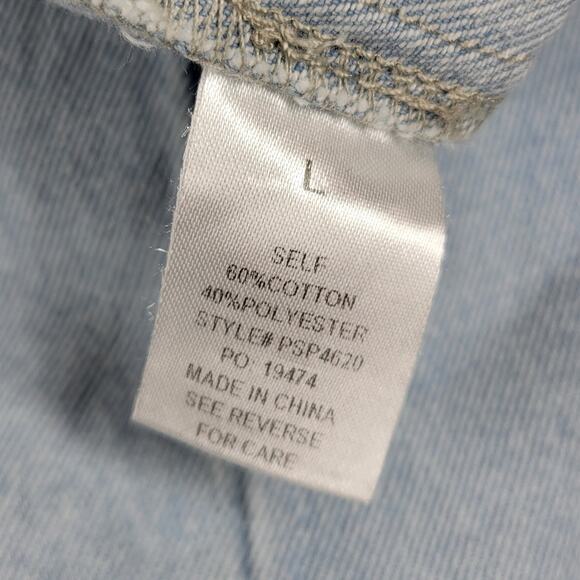 L
SELF
60%COTTON
40%POLYESTER
STYLE# PSP4620
PO: 19474
MADE IN CHINA
SEE REVERSE
FOR CARE